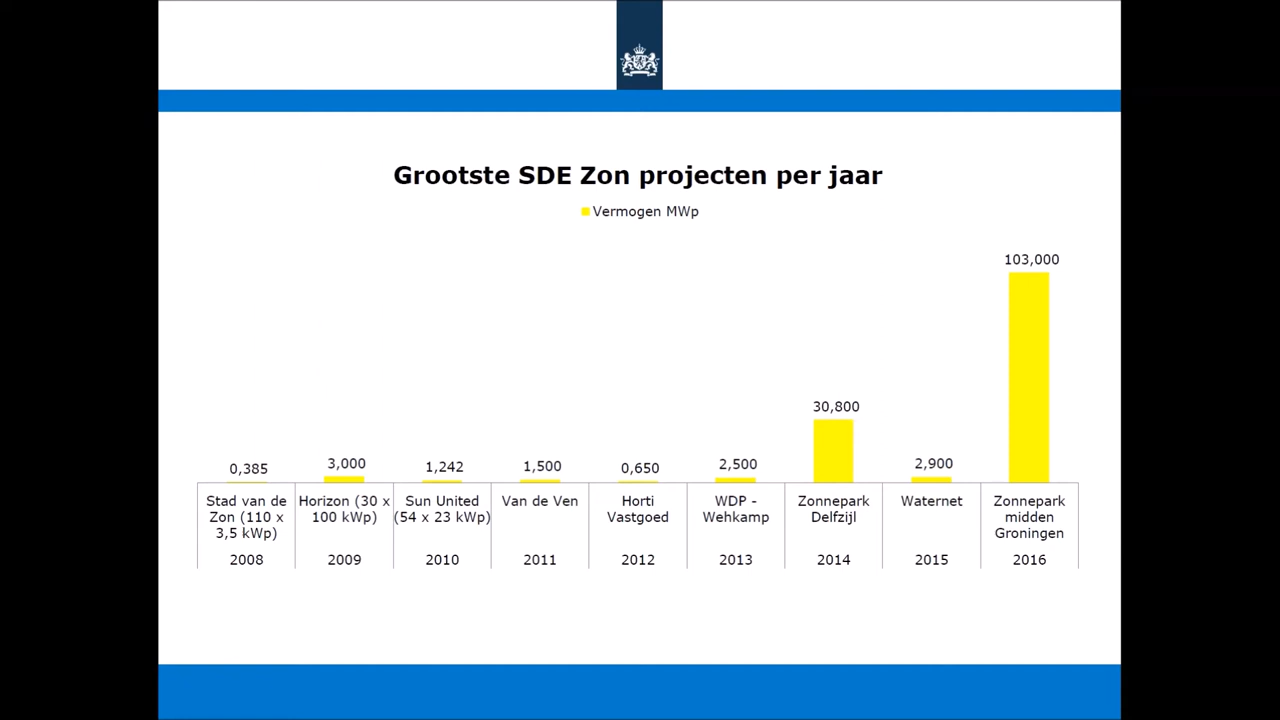 Grootste SDE Zon projecten per jaar
Vermogen MWp
0,385
3,000
1,242
1,500
0,650
2,500
30,800
2,900
103,000
Stad van de
Zon (110 x
3,5 kWp)
Horizon (30 x
100 kWp)
Sun United
(54 x 23 kWp)
Van de Ven
Horti
Vastgoed
WDP -
Wehkamp
Zonnepark
Delfzijl
Waternet
Zonnepark
midden
Groningen
2008
2009
2010
2011
2012
2013
2014
2015
2016